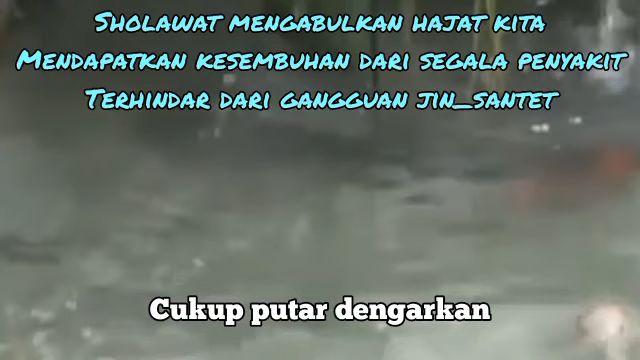 Sholawat mengabulkan hajat kita
Mendapatkan kesembuhan dari segala penyakit
Terhindar dari gangguan jin_santet
Cukup putar dengarkan